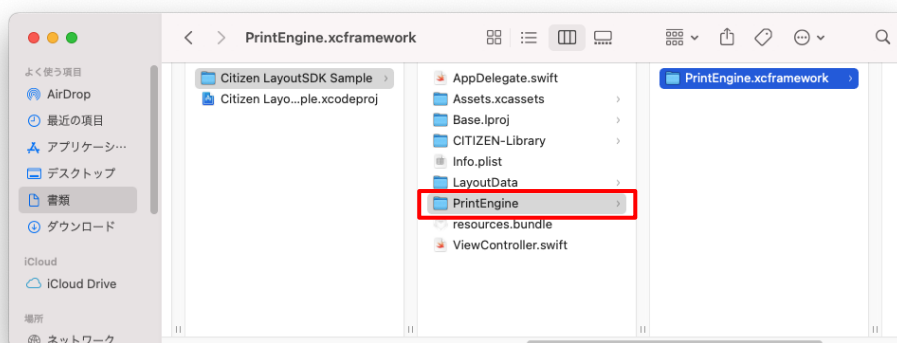 PrintEngine.xcframework
よく使う項目
AirDrop
最近の項目
アプリケーシ…
デスクトップ
書類
ダウンロード
iCloud
iCloud Drive
場所
ネットワーク
Citizen LayoutSDK Sample
Citizen Layo…ple.xcodeproj
AppDelegate.swift
Assets.xcassets
Base.lproj
CITIZEN-Library
Info.plist
LayoutData
PrintEngine
resources.bundle
ViewController.swift
PrintEngine.xcframework